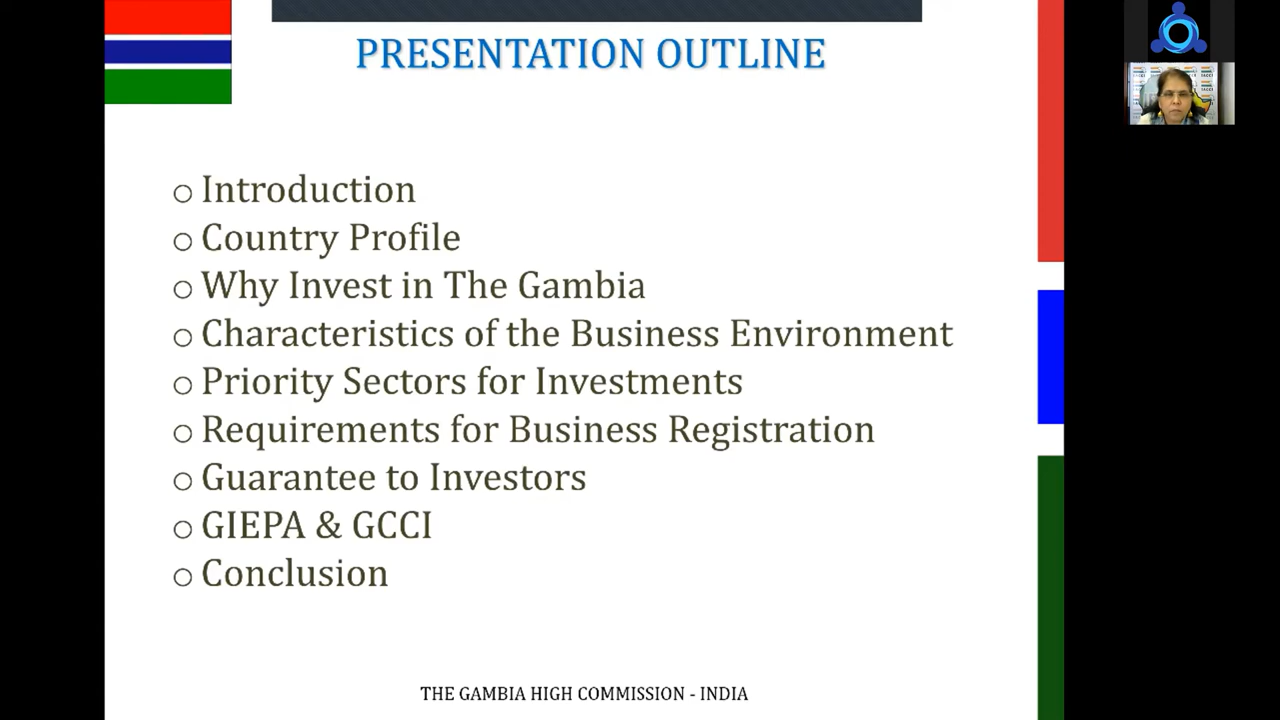 PRESENTATION OUTLINE
o Introduction
o Country Profile
o Why Invest in The Gambia
o Characteristics of the Business Environment
o Priority Sectors for Investments
o Requirements for Business Registration
o Guarantee to Investors
o GIEPA & GCCI
o Conclusion
THE GAMBIA HIGH COMMISSION - INDIA